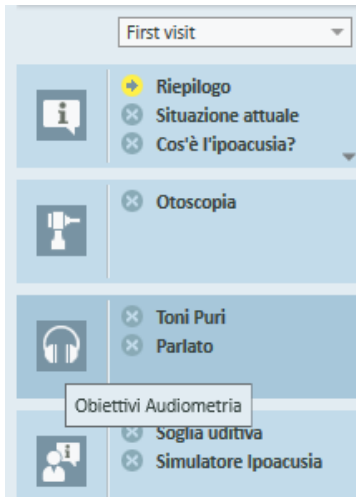 First visit
Riepilogo
Situazione attuale
Cos'è l'ipoacusia?
Otoscopia
Toni Puri
Parlato
Obiettivi Audiometria
Soglia uditiva
Simulatore Ipoacusia